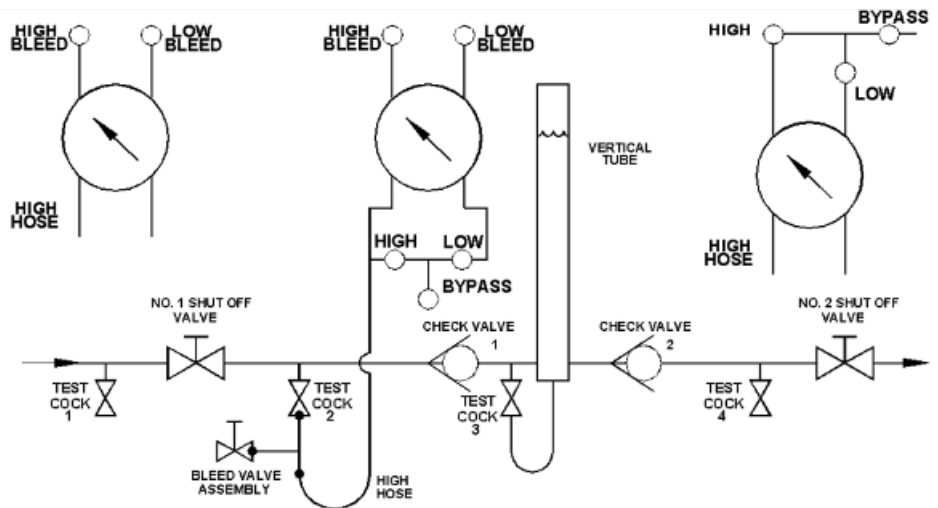 HIGH
BLEED
LOW
BLEED
HIGH
HOSE
HIGH
BLEED
LOW
BLEED
HIGH
LOW
BYPASS
VERTICAL
TUBE
BYPASS
HIGH
LOW
HIGH
HOSE
NO. 1 SHUT OFF
VALVE
CHECK VALVE
1
CHECK VALVE
2
NO. 2 SHUT OFF
VALVE
TEST
COCK
1
TEST
COCK
2
TEST
COCK
3
TEST
COCK
4
BLEED VALVE
ASSEMBLY
HIGH
HOSE